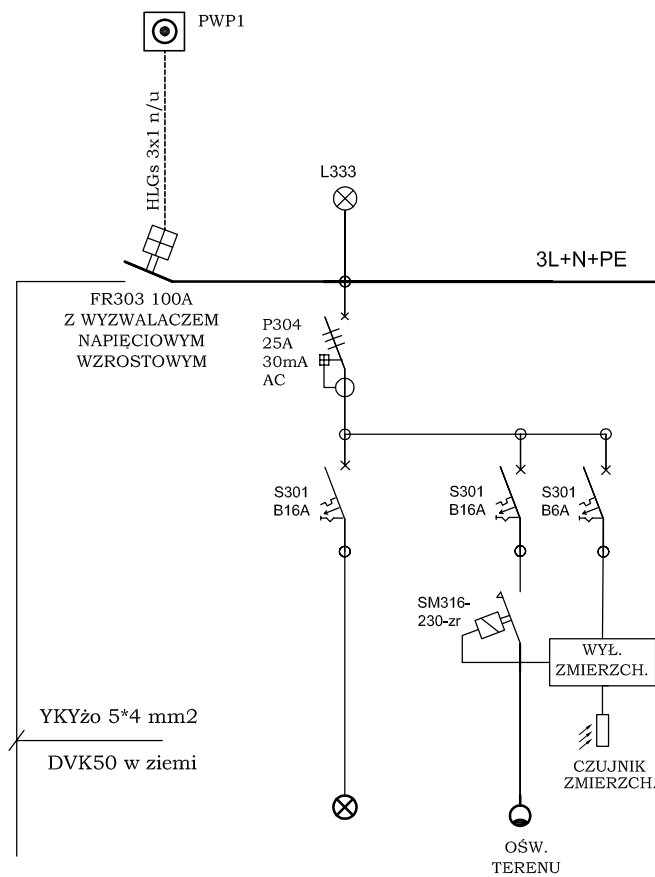 PWP1
HLGs 3x1 n/u
L333
3L+N+PE
FR303 100A
Z WYZWALACZEM
NAPIĘCIOWYM
WZROSTOWYM
P304
25A
30mA
AC
S301
B16A
S301
B16A
S301
B6A
SM316-
230-zr
WYŁ.
ZMIERZCH.
YKYżo 5*4 mm2
DVK50 w ziemi
CZUJNIK
ZMIERZCH.
OŚW.
TERENU